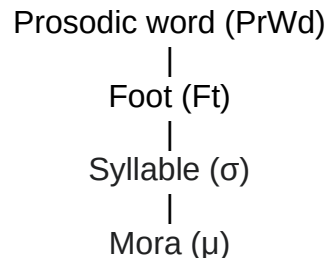 Prosodic word (PrWd)
Foot (Ft)
Syllable (σ)
Mora (μ)